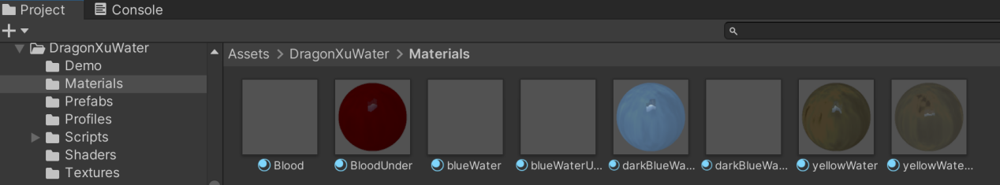 Project
Console
DragonXuWater
Demo
Materials
Prefabs
Profiles
Scripts
Shaders
Textures
Assets > DragonXuWater > Materials
Blood
BloodUnder
blueWater
blueWaterU...
darkBlueWa...
darkBlueWa...
yellowWater
yellowWate...